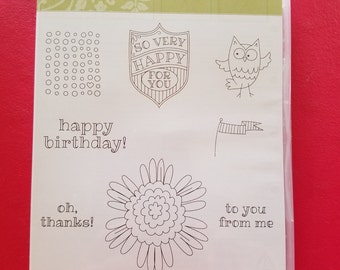 SO VERY
HAPPY
FOR
YOU
happy
birthday!
oh,
thanks!
to you
from me